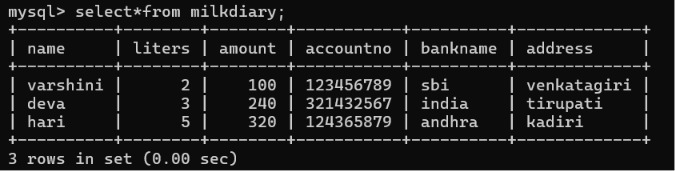 mysql> select*from milkdiary;
+-----------+--------+--------+-----------+----------+-------------+
| name      | liters | amount | accountno | bankname | address     |
+-----------+--------+--------+-----------+----------+-------------+
| varshini  |      2 |    100 | 123456789 | sbi      | venkatagiri |
| deva      |      3 |    240 | 321432567 | india    | tirupati    |
| hari      |      5 |    320 | 124365879 | andhra   | kadiri      |
+-----------+--------+--------+-----------+----------+-------------+
3 rows in set (0.00 sec)